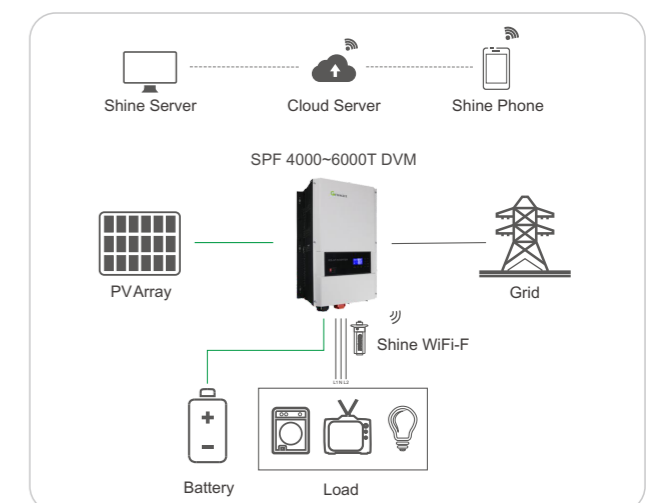 Shine Server
Cloud Server
Shine Phone
SPF 4000~6000T DVM
Growatt
PV Array
Grid
Shine WiFi-F
L1 N L2
+
−
Battery
Load